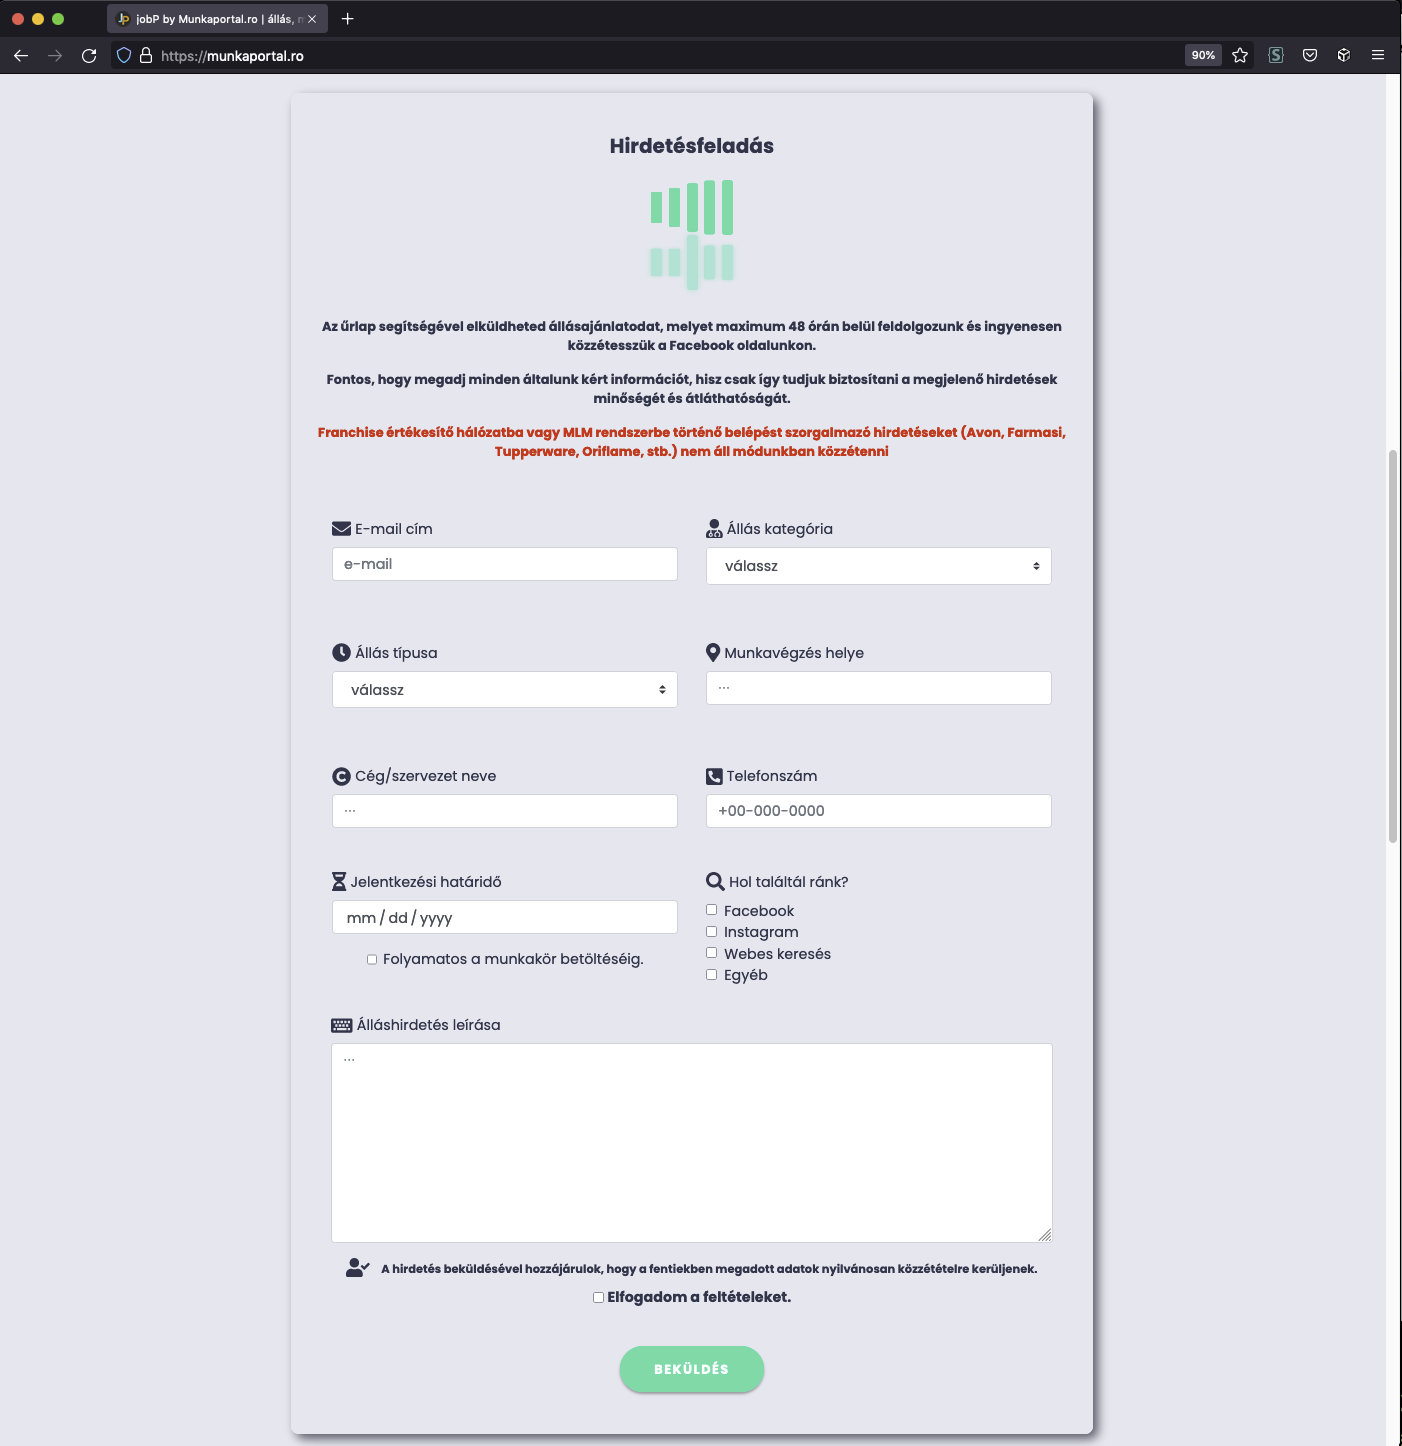 jobP by Munkaportal.ro | állás, m
https://munkaportal.ro
90%
Hirdetésfeladás
Az űrlap segítségével elküldheted állásajánlatodat, melyet maximum 48 órán belül feldolgozunk és ingyenesen
közzétesszük a Facebook oldalunkon.
Fontos, hogy megadj minden általunk kért információt, hisz csak így tudjuk biztosítani a megjelenő hirdetések
minőségét és átláthatóságát.
Franchise értékesítő hálózatba vagy MLM rendszerbe történő belépést szorgalmazó hirdetéseket (Avon, Farmasi,
Tupperware, Oriflame, stb.) nem áll módunkban közzétenni
E-mail cím
e-mail
Állás kategória
válassz
Állás típusa
válassz
Munkavégzés helye
...
Cég/szervezet neve
...
Telefonszám
+00-000-0000
Jelentkezési határidő
mm / dd / yyyy
Folyamatos a munkakör betöltéséig.
Hol találtál ránk?
Facebook
Instagram
Webes keresés
Egyéb
Álláshirdetés leírása
...
A hirdetés beküldésével hozzájárulok, hogy a fentiekben megadott adatok nyilvánosan közzétételre kerüljenek.
Elfogadom a feltételeket.
BEKÜLDÉS